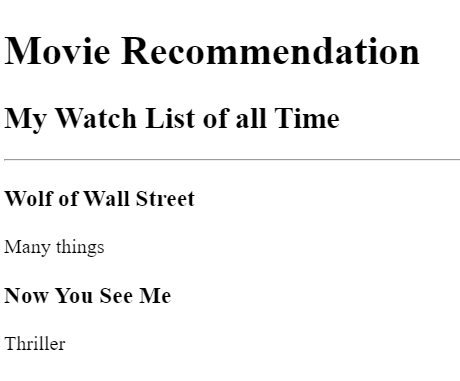 Movie Recommendation
My Watch List of all Time
Wolf of Wall Street
Many things
Now You See Me
Thriller